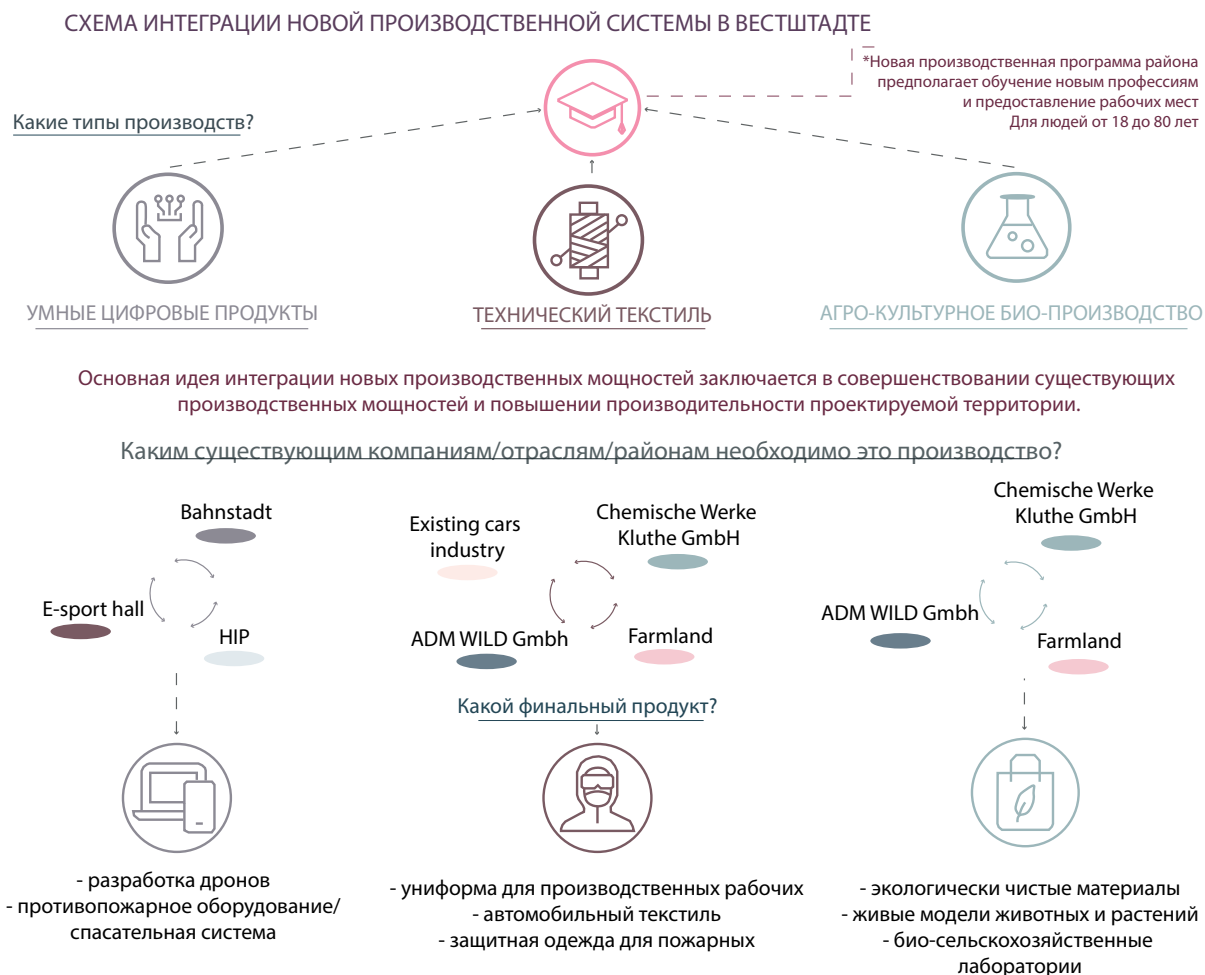 СХЕМА ИНТЕГРАЦИИ НОВОЙ ПРОИЗВОДСТВЕННОЙ СИСТЕМЫ В ВЕСТШТАДТЕ
*Новая производственная программа района
предполагает обучение новым профессиям
и предоставление рабочих мест
Для людей от 18 до 80 лет
Какие типы производств?
УМНЫЕ ЦИФРОВЫЕ ПРОДУКТЫ
ТЕХНИЧЕСКИЙ ТЕКСТИЛЬ
АГРО-КУЛЬТУРНОЕ БИО-ПРОИЗВОДСТВО
Основная идея интеграции новых производственных мощностей заключается в совершенствовании существующих
производственных мощностей и повышении производительности проектируемой территории.
Каким существующим компаниям/отраслям/районам необходимо это производство?
Bahnstadt
E-sport hall
HIP
Existing cars
industry
Chemische Werke
Kluthe GmbH
ADM WILD Gmbh
Farmland
Chemische Werke
Kluthe GmbH
ADM WILD Gmbh
Farmland
Какой финальный продукт?
- разработка дронов
- противопожарное оборудование/
спасательная система
- униформа для производственных рабочих
- автомобильный текстиль
- защитная одежда для пожарных
- экологически чистые материалы
- живые модели животных и растений
- био-сельскохозяйственные
лаборатории